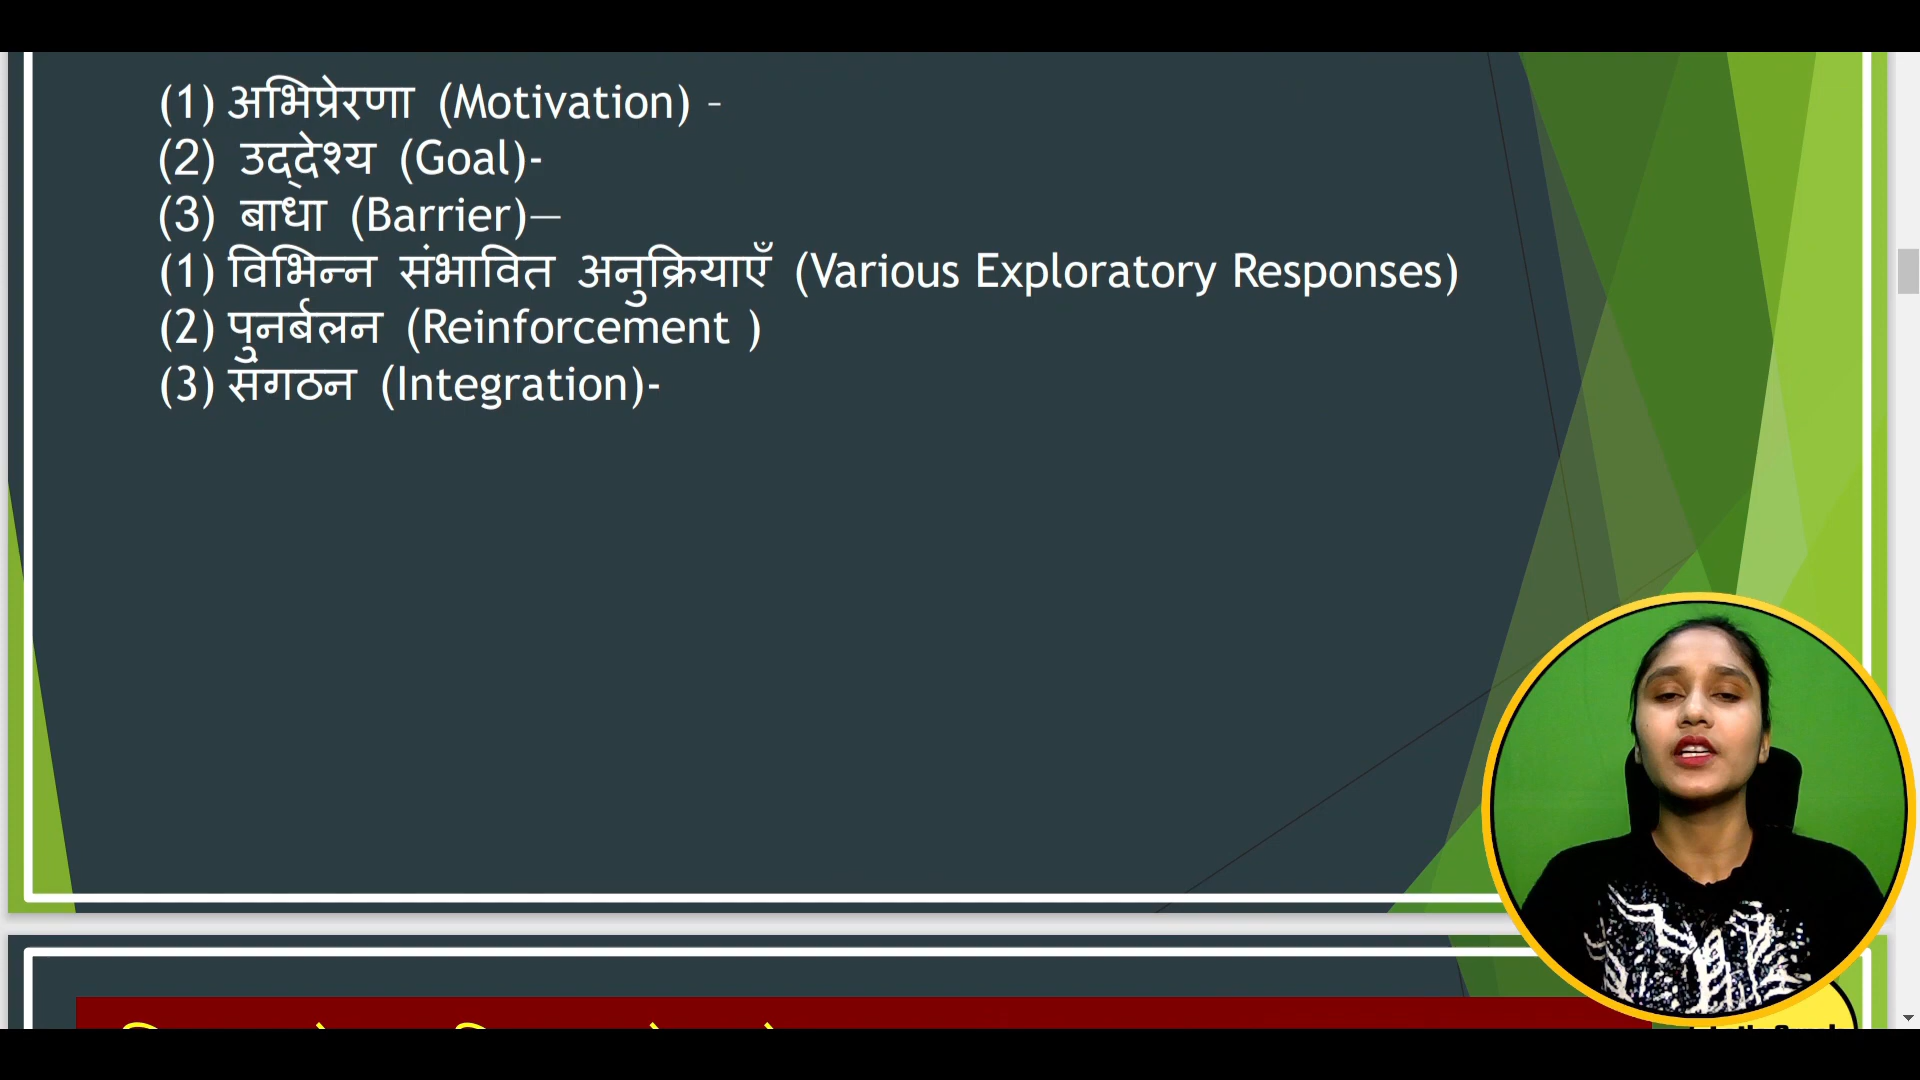 (1) अभिप्रेरणा (Motivation) –
(2) उद्देश्य (Goal)-
(3) बाधा (Barrier)—
(1) विभिन्न संभावित अनुक्रियाएँ (Various Exploratory Responses)
(2) पुनर्बलन (Reinforcement )
(3) संगठन (Integration)-